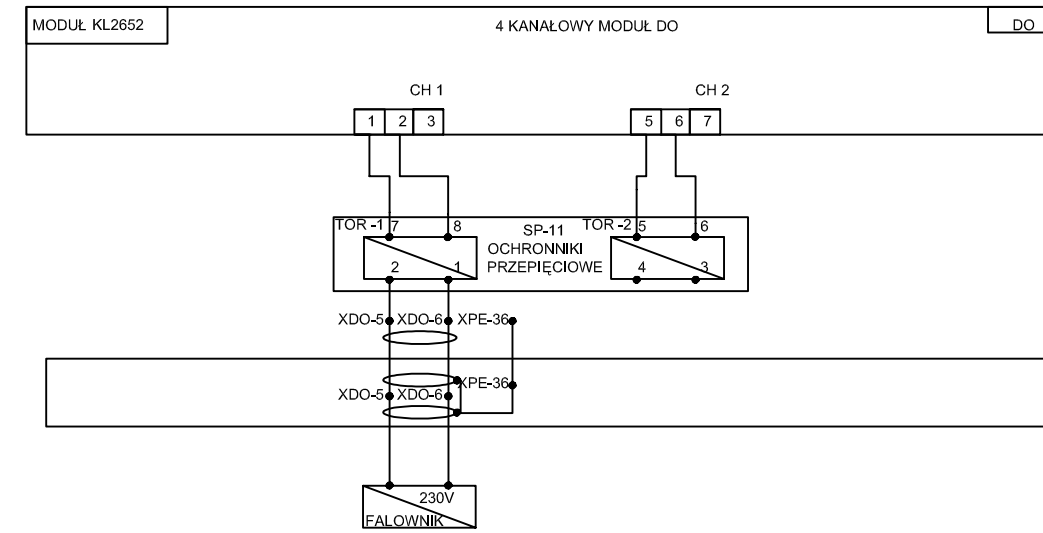 MODUŁ KL2652
4 KANAŁOWY MODUŁ DO
DO
CH 1
CH 2
1 2 3
5 6 7
TOR -1 7 8
SP-11
OCHRONNIKI
PRZEPIĘCIOWE
TOR -2 5 6
2 1
4 3
XDO-5 XDO-6 XPE-36
XDO-5 XDO-6 XPE-36
230V
FALOWNIK